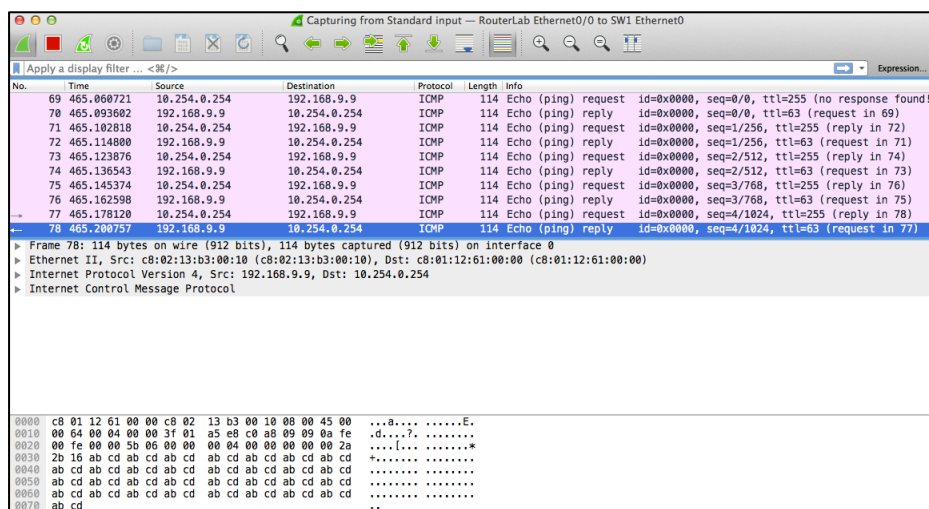 Capturing from Standard input — RouterLab Ethernet0/0 to SW1 Ethernet0
Apply a display filter ... <⌘/>
Expression...
No. Time Source Destination Protocol Length Info
69 465.060721 10.254.0.254 192.168.9.9 ICMP 114 Echo (ping) request id=0x0000, seq=0/0, ttl=255 (no response found!
70 465.093602 192.168.9.9 10.254.0.254 ICMP 114 Echo (ping) reply id=0x0000, seq=0/0, ttl=63 (request in 69)
71 465.102818 10.254.0.254 192.168.9.9 ICMP 114 Echo (ping) request id=0x0000, seq=1/256, ttl=255 (reply in 72)
72 465.114800 192.168.9.9 10.254.0.254 ICMP 114 Echo (ping) reply id=0x0000, seq=1/256, ttl=63 (request in 71)
73 465.123876 10.254.0.254 192.168.9.9 ICMP 114 Echo (ping) request id=0x0000, seq=2/512, ttl=255 (reply in 74)
74 465.136543 192.168.9.9 10.254.0.254 ICMP 114 Echo (ping) reply id=0x0000, seq=2/512, ttl=63 (request in 73)
75 465.145374 10.254.0.254 192.168.9.9 ICMP 114 Echo (ping) request id=0x0000, seq=3/768, ttl=255 (reply in 76)
76 465.162598 192.168.9.9 10.254.0.254 ICMP 114 Echo (ping) reply id=0x0000, seq=3/768, ttl=63 (request in 75)
77 465.178120 10.254.0.254 192.168.9.9 ICMP 114 Echo (ping) request id=0x0000, seq=4/1024, ttl=255 (reply in 78)
78 465.200757 192.168.9.9 10.254.0.254 ICMP 114 Echo (ping) reply id=0x0000, seq=4/1024, ttl=63 (request in 77)
Frame 78: 114 bytes on wire (912 bits), 114 bytes captured (912 bits) on interface 0
Ethernet II, Src: c8:02:13:b3:00:10 (c8:02:13:b3:00:10), Dst: c8:01:12:61:00:00 (c8:01:12:61:00:00)
Internet Protocol Version 4, Src: 192.168.9.9, Dst: 10.254.0.254
Internet Control Message Protocol
0000 c8 01 12 61 00 00 c8 02 13 b3 00 10 08 00 45 00 ...a.... ......E.
0010 00 64 00 04 00 00 3f 01 a5 e8 c0 a8 09 09 0a fe .d....?. ........
0020 00 fe 00 00 5b 06 00 00 00 04 00 00 00 00 00 2a ....[... .......*
0030 2b 16 ab cd ab cd ab cd ab cd ab cd ab cd ab cd +....... ........
0040 ab cd ab cd ab cd ab cd ab cd ab cd ab cd ab cd ........ ........
0050 ab cd ab cd ab cd ab cd ab cd ab cd ab cd ab cd ........ ........
0060 ab cd ab cd ab cd ab cd ab cd ab cd ab cd ab cd ........ ........
0070 ab cd ..